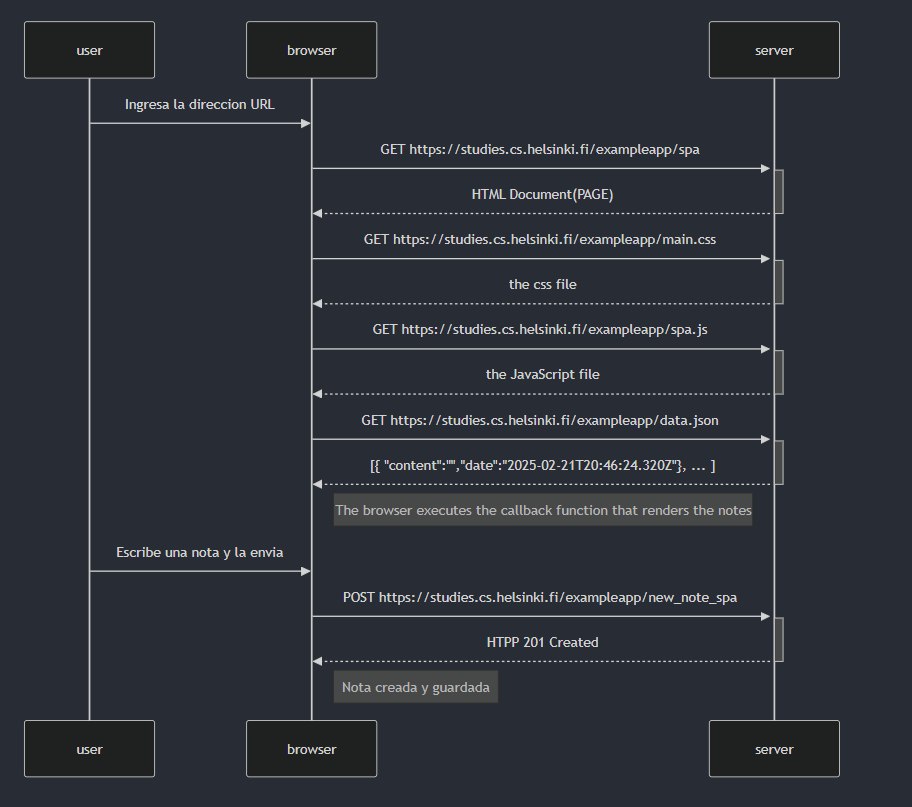 user
browser
server
Ingresa la direccion URL
GET https://studies.cs.helsinki.fi/exampleapp/spa
HTML Document(PAGE)
GET https://studies.cs.helsinki.fi/exampleapp/main.css
the css file
GET https://studies.cs.helsinki.fi/exampleapp/spa.js
the JavaScript file
GET https://studies.cs.helsinki.fi/exampleapp/data.json
[{ "content":"","date":"2025-02-21T20:46:24.320Z"}, ... ]
The browser executes the callback function that renders the notes
Escribe una nota y la envia
POST https://studies.cs.helsinki.fi/exampleapp/new_note_spa
HTPP 201 Created
Nota creada y guardada
user
browser
server